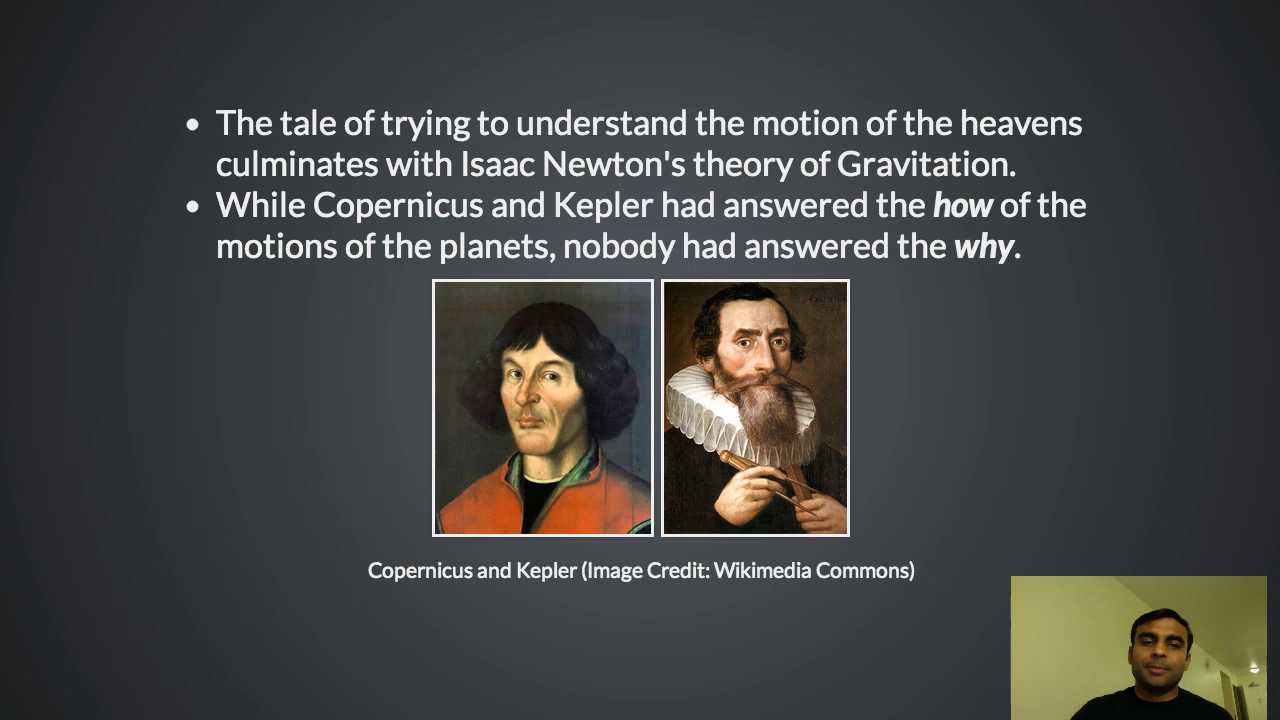 The tale of trying to understand the motion of the heavens
culminates with Isaac Newton's theory of Gravitation.
While Copernicus and Kepler had answered the how of the
motions of the planets, nobody had answered the why.
Copernicus and Kepler (Image Credit: Wikimedia Commons)